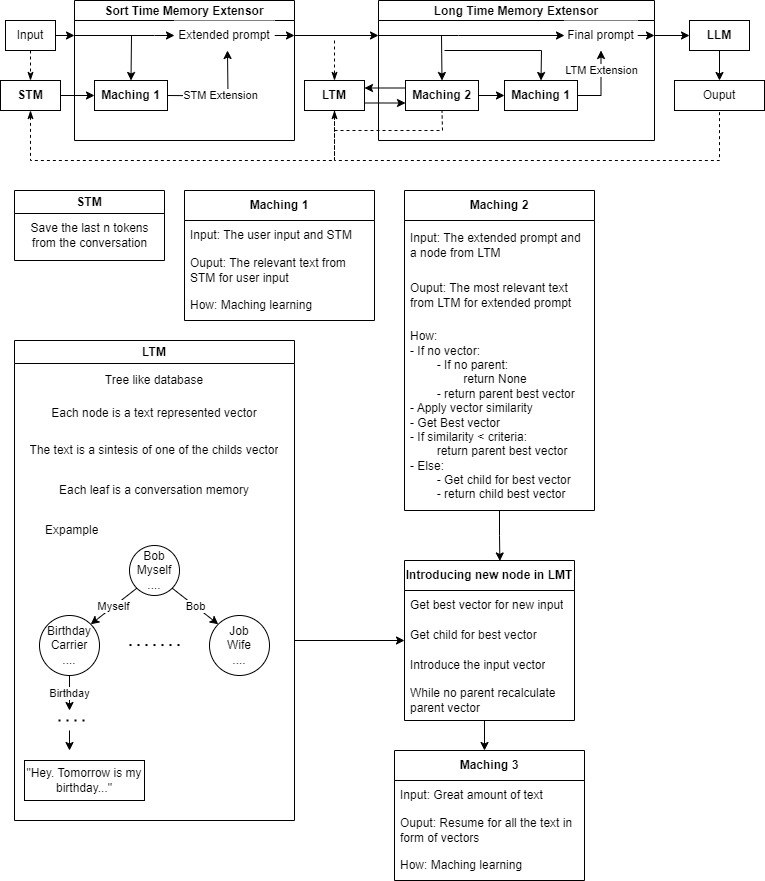 Sort Time Memory Extensor
Long Time Memory Extensor
Input
Extended prompt
Final prompt
LLM
LTM Extension
STM
Maching 1
STM Extension
LTM
Maching 2
Maching 1
Ouput
STM
Save the last n tokens
from the conversation
Maching 1
Input: The user input and STM
Ouput: The relevant text from
STM for user input
How: Maching learning
Maching 2
Input: The extended prompt and
a node from LTM
Ouput: The most relevant text
from LTM for extended prompt
How:
- If no vector:
- If no parent:
return None
- return parent best vector
- Apply vector similarity
- Get Best vector
- If similarity < criteria:
return parent best vector
- Else:
- Get child for best vector
- return child best vector
LTM
Tree like database
Each node is a text represented vector
The text is a sintesis of one of the childs vector
Each leaf is a conversation memory
Expample
Bob
Myself
....
Myself
Bob
Birthday
Carrier
....
.......
Job
Wife
....
Birthday
....
"Hey. Tomorrow is my
birthday..."
Introducing new node in LMT
Get best vector for new input
Get child for best vector
Introduce the input vector
While no parent recalculate
parent vector
Maching 3
Input: Great amount of text
Ouput: Resume for all the text in
form of vectors
How: Maching learning